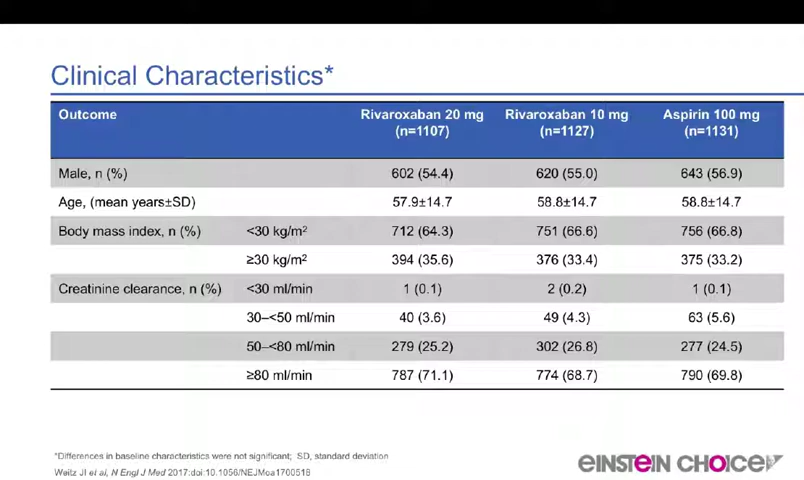 Clinical Characteristics*
Outcome Rivaroxaban 20 mg (n=1107) Rivaroxaban 10 mg (n=1127) Aspirin 100 mg (n=1131)
Male, n (%) 602 (54.4) 620 (55.0) 643 (56.9)
Age, (mean years±SD) 57.9±14.7 58.8±14.7 58.8±14.7
Body mass index, n (%) <30 kg/m² 712 (64.3) 751 (66.6) 756 (66.8)
≥30 kg/m² 394 (35.6) 376 (33.4) 375 (33.2)
Creatinine clearance, n (%) <30 ml/min 1 (0.1) 2 (0.2) 1 (0.1)
30–<50 ml/min 40 (3.6) 49 (4.3) 63 (5.6)
50–<80 ml/min 279 (25.2) 302 (26.8) 277 (24.5)
≥80 ml/min 787 (71.1) 774 (68.7) 790 (69.8)
*Differences in baseline characteristics were not significant; SD, standard deviation
Weitz JI et al, N Engl J Med 2017:doi:10.1056/NEJMoa1700518
EINSTEIN CHOICE